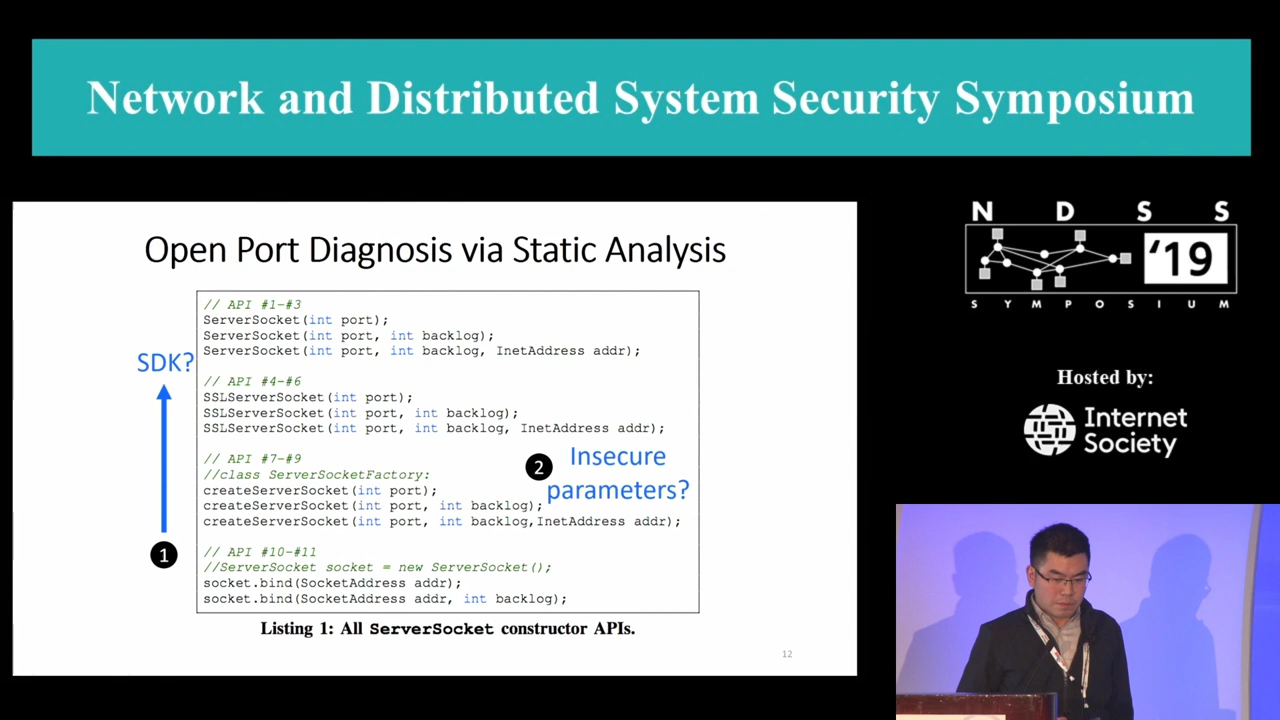 Network and Distributed System Security Symposium
Open Port Diagnosis via Static Analysis
// API #1-#3
ServerSocket(int port);
ServerSocket(int port, int backlog);
ServerSocket(int port, int backlog, InetAddress addr);
SDK?
// API #4-#6
SSLServerSocket(int port);
SSLServerSocket(int port, int backlog);
SSLServerSocket(int port, int backlog, InetAddress addr);
// API #7-#9
//class ServerSocketFactory:
createServerSocket(int port);
createServerSocket(int port, int backlog);
createServerSocket(int port, int backlog,InetAddress addr);
2
Insecure
parameters?
1
// API #10-#11
//ServerSocket socket = new ServerSocket();
socket.bind(SocketAddress addr);
socket.bind(SocketAddress addr, int backlog);
Listing 1: All ServerSocket constructor APIs.
12
N D S S
'19
S Y M P O S I U M
Hosted by:
Internet
Society